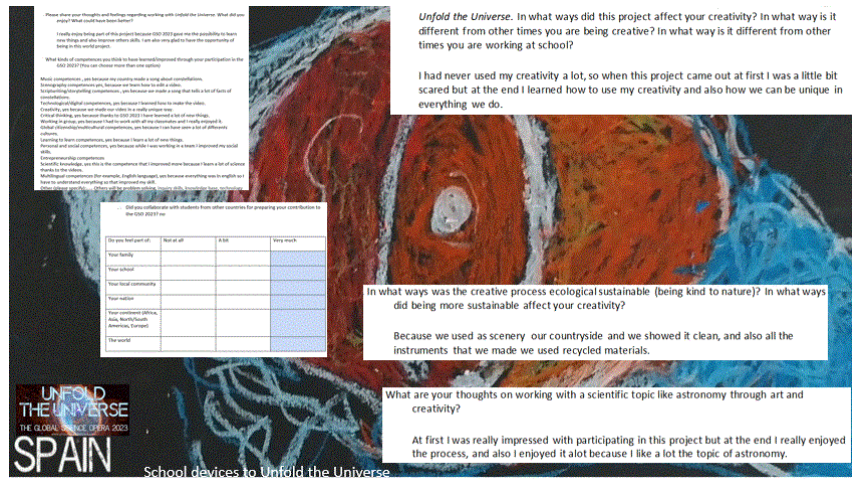 Please share your thoughts and feelings regarding working with Unfold the Universe. What did you
enjoy? What could have been better?
I really enjoy being part of this project because GSO 2023 gave me the possibility to learn
new things and also improve others skills. I am also very glad to have the opportunity of
being in this world project.
What kinds of competences you think to have learned/improved through your participation in the
GSO 2023? (You can choose more than one option)
Music competences , yes because my country made a song about constellations.
Scenography competences yes, because we learn how to edit a video.
Scriptwriting/storytelling competences , yes because we made a song that tells a lot of facts of
constellations.
Technological/digital competences, yes because I learned how to make the video.
Creativity, yes because we made our video in a really unique way.
Critical thinking, yes because thanks to GSO 2023 I have learned a lot of new things.
Working in group, yes because I had to work with all my classmates and I really enjoyed it.
Global citizenship/multicultural competences, yes because I can have seen a lot of different
cultures.
Learning to learn competences, yes because I learn a lot of new things.
Personal and social competences, yes because while I was working in a team I improved my social
skills.
Entrepreneurship competences
Scientific knowledge, yes this is the competence that I improved more because I learn a lot of science
thanks to the videos.
Multilingual competences (for example, English language), yes because everything was in english so I
have to understand everything so that improved my skill.
Unfold the Universe. In what ways did this project affect your creativity? In what way is it
different from other times you are being creative? In what way is it different from other
times you are working at school?
I had never used my creativity a lot, so when this project came out at first I was a little bit
scared but at the end I learned how to use my creativity and also how we can be unique in
everything we do.
... Did you collaborate with students from other countries for preparing your contribution to
the GSO 2023? no
Do you feel part of: Not at all A bit Very much
Your family
Your school
Your local community
Your nation
Your continent (Africa,
Asia, North/South
Americas, Europe)
The world
In what ways was the creative process ecological sustainable (being kind to nature)? In what ways
did being more sustainable affect your creativity?
Because we used as scenery our countryside and we showed it clean, and also all the
instruments that we made we used recycled materials.
What are your thoughts on working with a scientific topic like astronomy through art and
creativity?
At first I was really impressed with participating in this project but at the end I really enjoyed
the process, and also I enjoyed it alot because I like a lot the topic of astronomy.
UNFOLD
THE UNIVERSE
THE GLOBAL SCIENCE OPERA 2023
SPAIN
School devices to Unfold the Universe